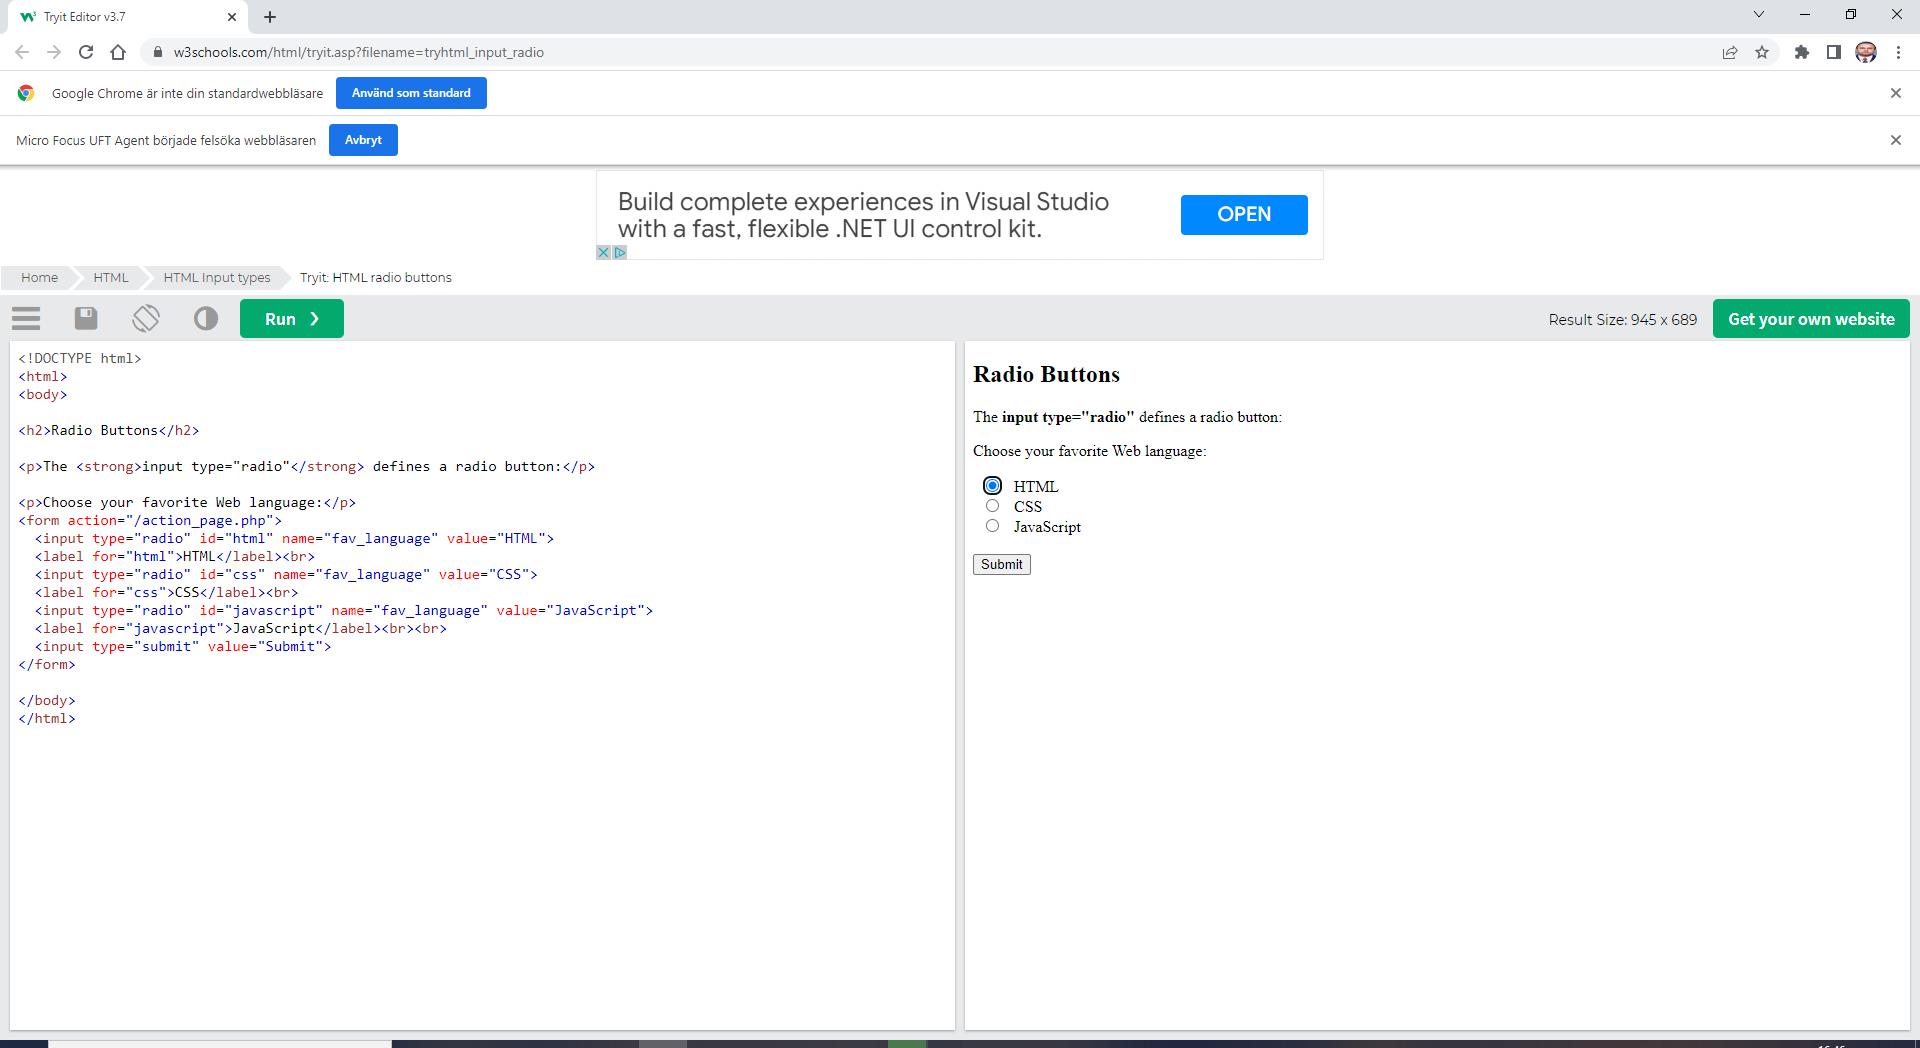 Tryit Editor v3.7
w3schools.com/html/tryit.asp?filename=tryhtml_input_radio
Google Chrome är inte din standardwebbläsare
Använd som standard
Micro Focus UFT Agent började felsöka webbläsaren
Avbryt
Build complete experiences in Visual Studio
with a fast, flexible .NET UI control kit.
OPEN
Home
HTML
HTML Input types
Tryit: HTML radio buttons
Run ❯
Result Size: 945 x 689
Get your own website
<!DOCTYPE html>
<html>
<body>
<h2>Radio Buttons</h2>
<p>The <strong>input type="radio"</strong> defines a radio button:</p>
<p>Choose your favorite Web language:</p>
<form action="/action_page.php">
<input type="radio" id="html" name="fav_language" value="HTML">
<label for="html">HTML</label><br>
<input type="radio" id="css" name="fav_language" value="CSS">
<label for="css">CSS</label><br>
<input type="radio" id="javascript" name="fav_language" value="JavaScript">
<label for="javascript">JavaScript</label><br><br>
<input type="submit" value="Submit">
</form>
</body>
</html>
Radio Buttons
The input type="radio" defines a radio button:
Choose your favorite Web language:
HTML
CSS
JavaScript
Submit